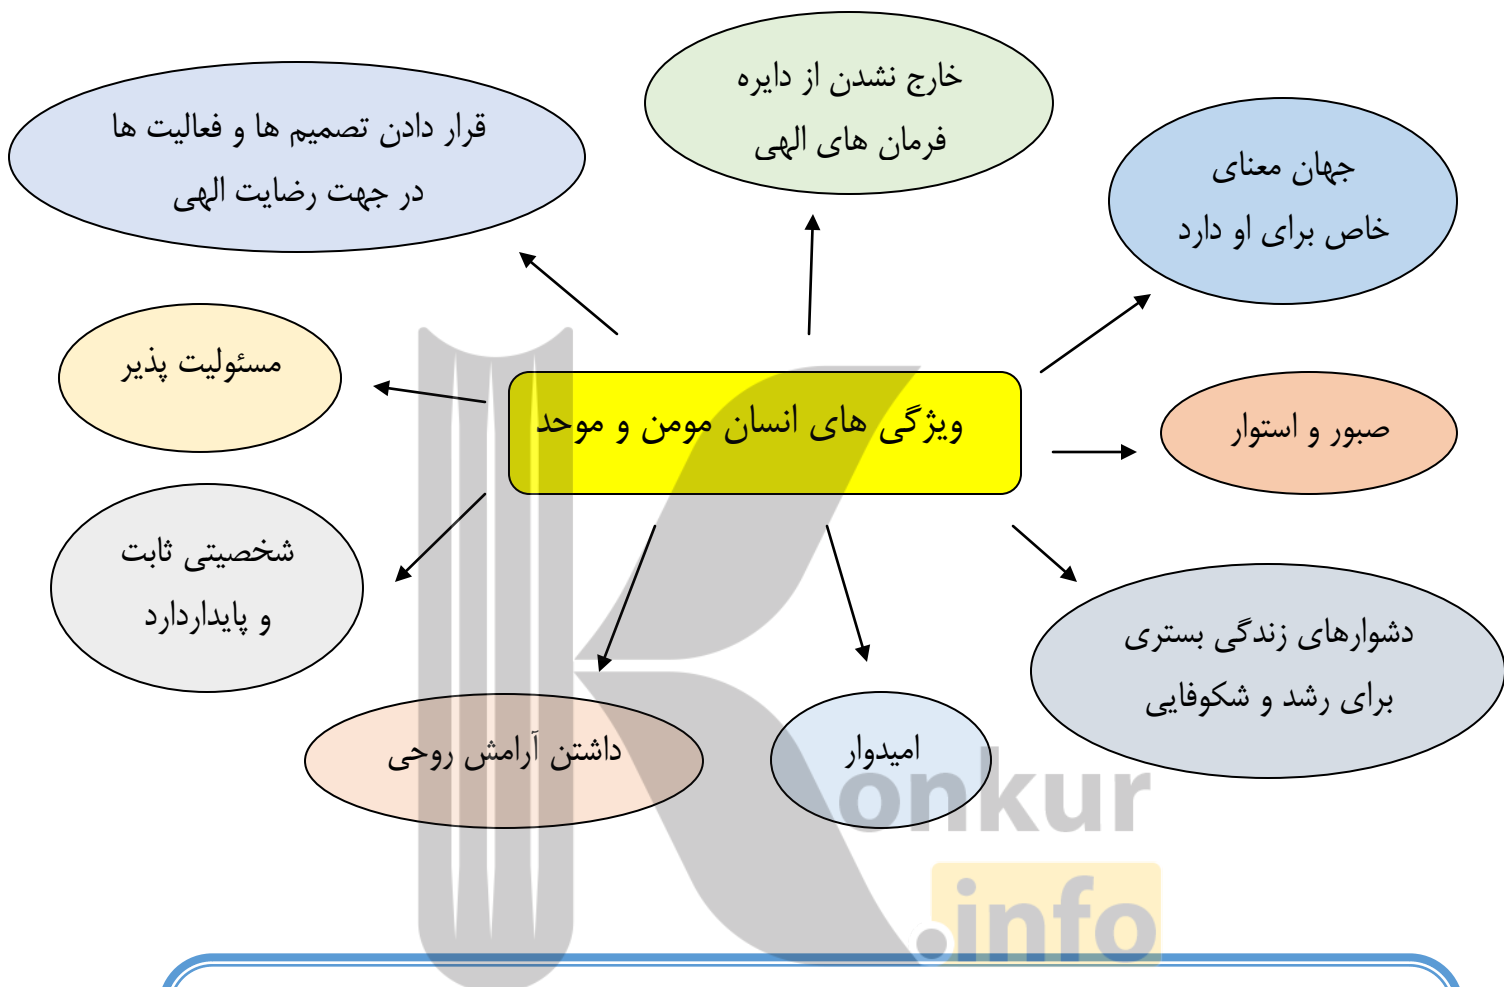 خارج نشدن از دایره
فرمان های الهی
جهان معنای
خاص برای او دارد
قرار دادن تصمیم ها و فعالیت ها
در جهت رضایت الهی
مسئولیت پذیر
ویژگی های انسان مومن و موحد
صبور و استوار
شخصیتی ثابت
و پایداردارد
دشوارهای زندگی بستری
برای رشد و شکوفایی
امیدوار
داشتن آرامش روحی
Konkur
.info